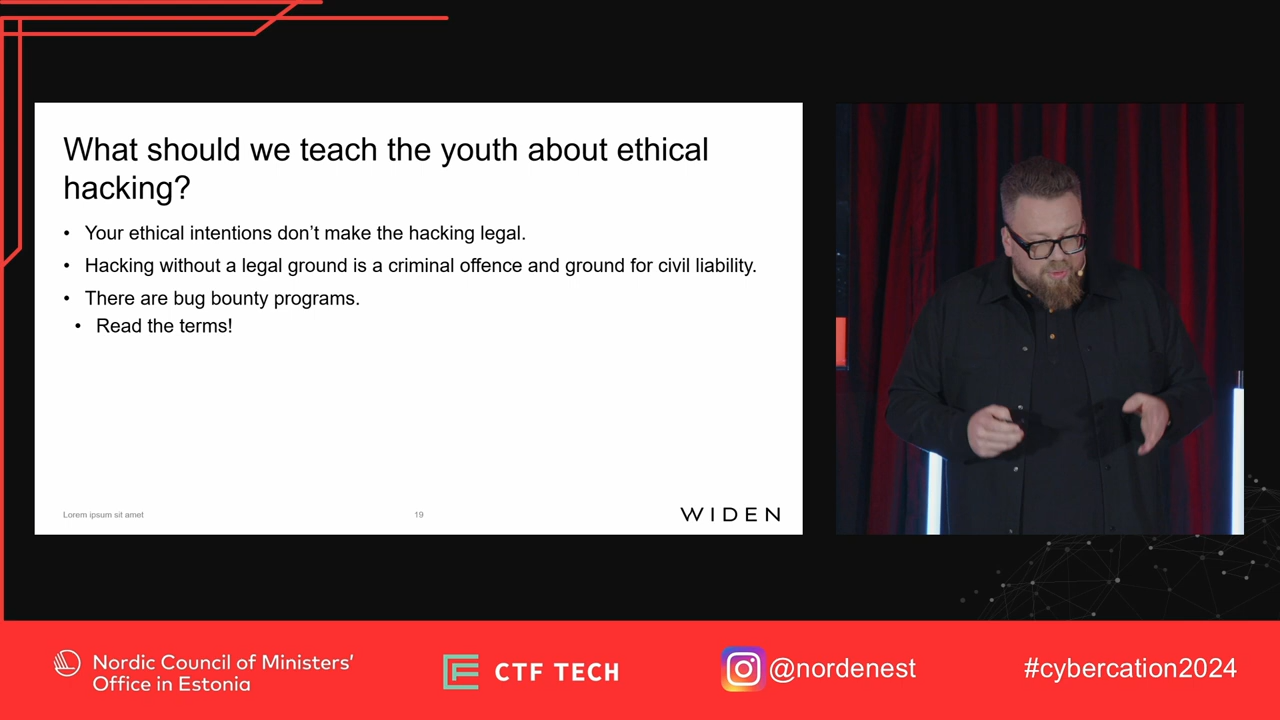 What should we teach the youth about ethical
hacking?
• Your ethical intentions don’t make the hacking legal.
• Hacking without a legal ground is a criminal offence and ground for civil liability.
• There are bug bounty programs.
• Read the terms!
Lorem ipsum sit amet
19
WIDEN
Nordic Council of Ministers’
Office in Estonia
CTF TECH
@nordenest
#cybercation2024